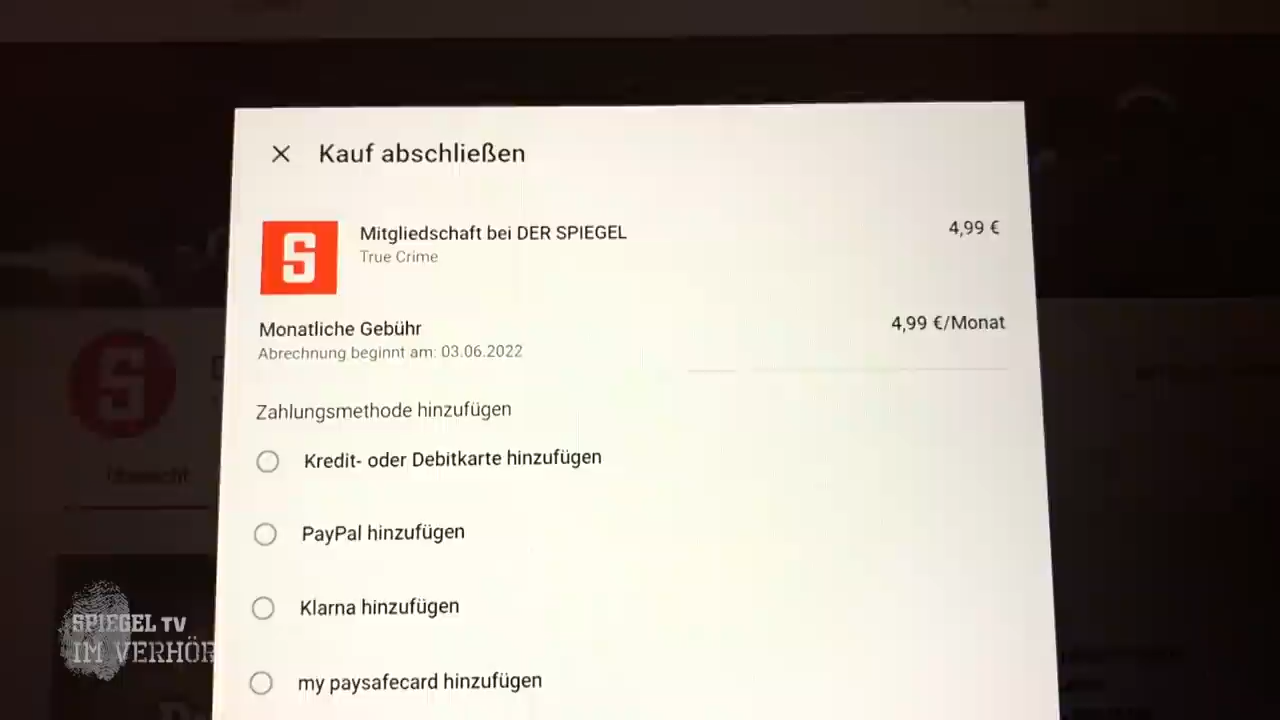 Kauf abschließen
Mitgliedschaft bei DER SPIEGEL
4,99 €
True Crime
Monatliche Gebühr
4,99 €/Monat
Abrechnung beginnt am: 03.06.2022
Zahlungsmethode hinzufügen
Kredit- oder Debitkarte hinzufügen
Übersicht
PayPal hinzufügen
Klarna hinzufügen
SPIEGEL TV
IM VERHÖR
my paysafecard hinzufügen